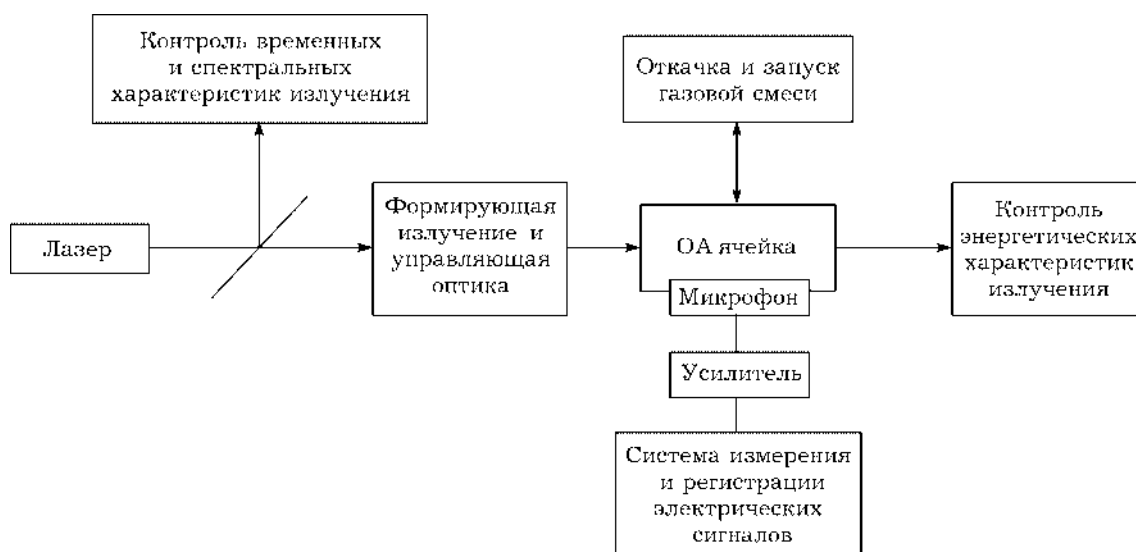 Контроль временных
и спектральных
характеристик излучения
Откачка и запуск
газовой смеси
Лазер
Формирующая
излучение и
управляющая
оптика
ОА ячейка
Микрофон
Контроль
энергетических
характеристик
излучения
Усилитель
Система измерения
и регистрации
электрических
сигналов